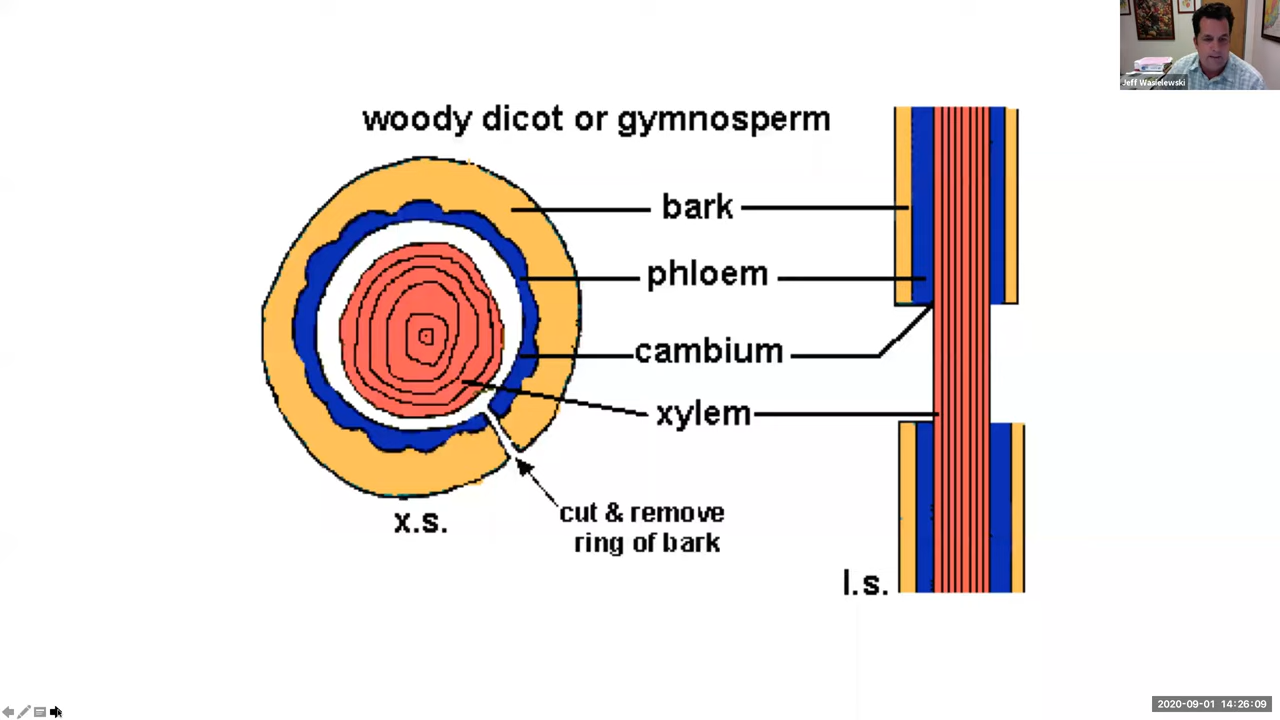 Jeff Wasielewski
woody dicot or gymnosperm
bark
phloem
cambium
xylem
cut & remove
ring of bark
x.s.
l.s.
2020-09-01 14:26:09